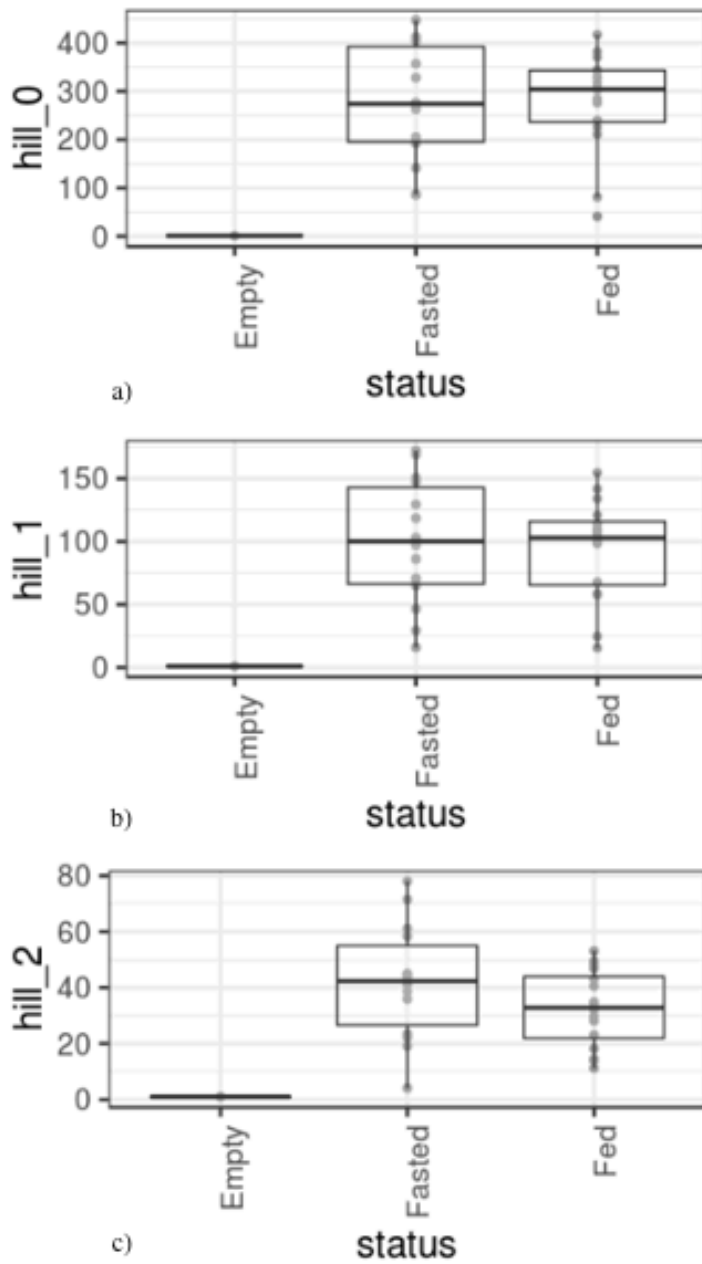 hill_0
400
300
200
100
0
Empty
Fasted
Fed
a)
status
hill_1
150
100
50
0
Empty
Fasted
Fed
b)
status
hill_2
80
60
40
20
0
Empty
Fasted
Fed
c)
status